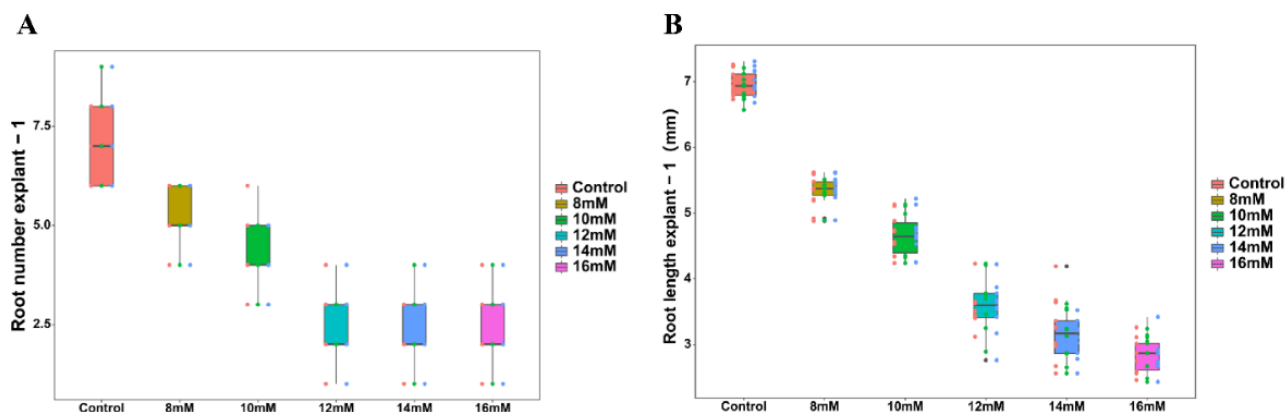 A
Root number explant − 1
7.5
5.0
2.5
Control 8mM 10mM 12mM 14mM 16mM
Control
8mM
10mM
12mM
14mM
16mM
B
Root length explant − 1 (mm)
7
6
5
4
3
Control 8mM 10mM 12mM 14mM 16mM
Control
8mM
10mM
12mM
14mM
16mM